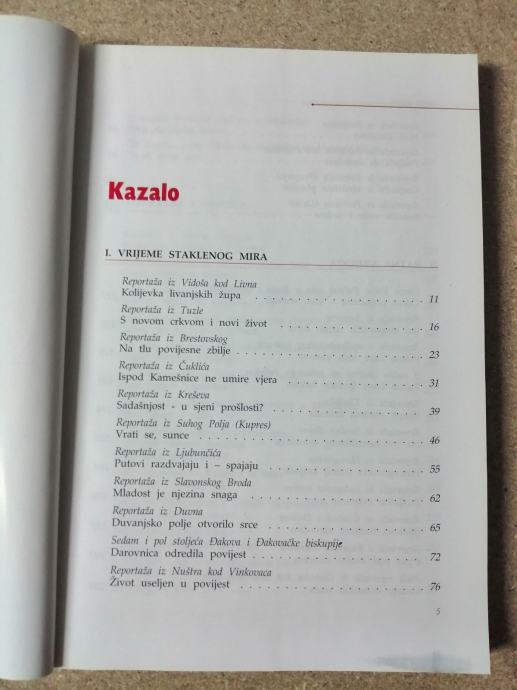 Kazalo
I. VRIJEME STAKLENOG MIRA
Reportaža iz Vidoša kod Livna
Kolijevka livanjskih župa . . . . . . . . . . . . . . . . . . . . 11
Reportaža iz Tuzle
S novom crkvom i novi život . . . . . . . . . . . . . . . . . . 16
Reportaža iz Brestovskog
Na tlu povijesne zbilje . . . . . . . . . . . . . . . . . . . . . . 23
Reportaža iz Čuklića
Ispod Kamešnice ne umire vjera . . . . . . . . . . . . . . . . 31
Reportaža iz Kreševa
Sadašnjost - u sjeni prošlosti? . . . . . . . . . . . . . . . . . 39
Reportaža iz Suhog Polja (Kupres)
Vrati se, sunce . . . . . . . . . . . . . . . . . . . . . . . . . . 46
Reportaža iz Ljubunčića
Putovi razdvajaju i – spajaju . . . . . . . . . . . . . . . . . . 55
Reportaža iz Slavonskog Broda
Mladost je njezina snaga . . . . . . . . . . . . . . . . . . . . 62
Reportaža iz Duvna
Duvanjsko polje otvorilo srce . . . . . . . . . . . . . . . . . . 65
Sedam i pol stoljeća Đakova i Đakovačke biskupije
Darovnica odredila povijest . . . . . . . . . . . . . . . . . . . 72
Reportaža iz Nuštra kod Vinkovaca
Život useljen u povijest . . . . . . . . . . . . . . . . . . . . . 76
5